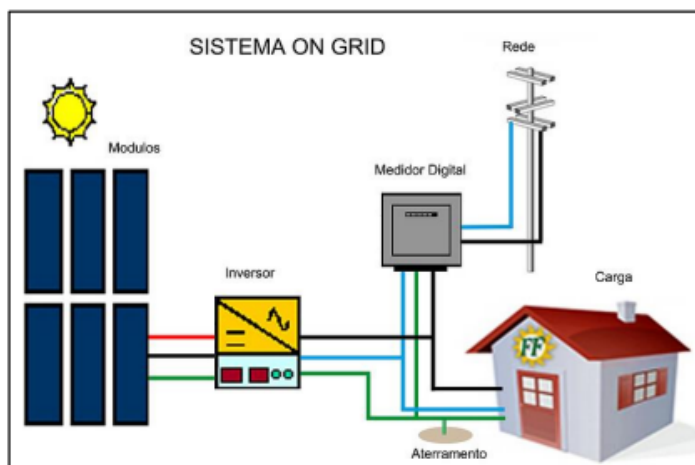 SISTEMA ON GRID
Rede
Modulos
Medidor Digital
Inversor
Carga
FF
Aterramento